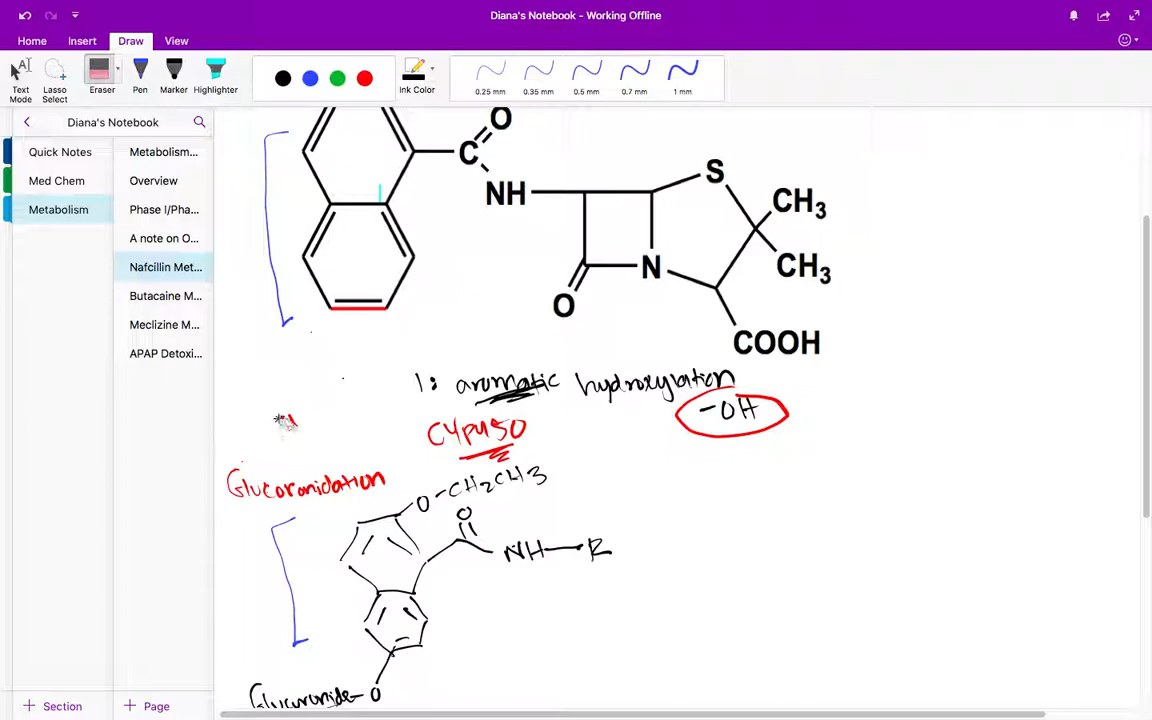 Diana's Notebook - Working Offline
Home Insert Draw View
Text Mode Lasso Select Eraser Pen Marker Highlighter Ink Color 0.25 mm 0.35 mm 0.5 mm 0.7 mm 1 mm
Diana's Notebook
Quick Notes
Med Chem
Metabolism
Metabolism...
Overview
Phase I/Pha...
A note on O...
Nafcillin Met...
Butacaine M...
Meclizine M...
APAP Detoxi...
O
C
NH
S
CH3
CH3
N
O
COOH
1: aromatic hydroxylation
-OH
CYP450
Glucoronidation
O-CH2CH3
O
NH-R
Glucuronide-O
+ Section + Page